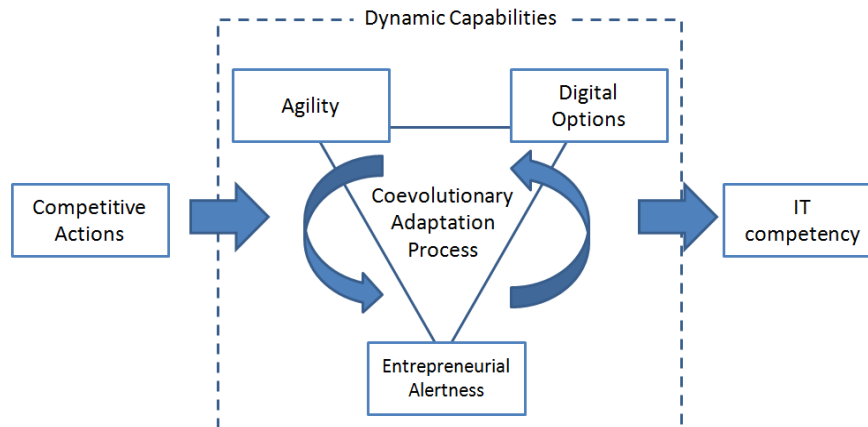 Dynamic Capabilities
Agility
Digital
Options
Competitive
Actions
Coevolutionary
Adaptation
Process
IT
competency
Entrepreneurial
Alertness